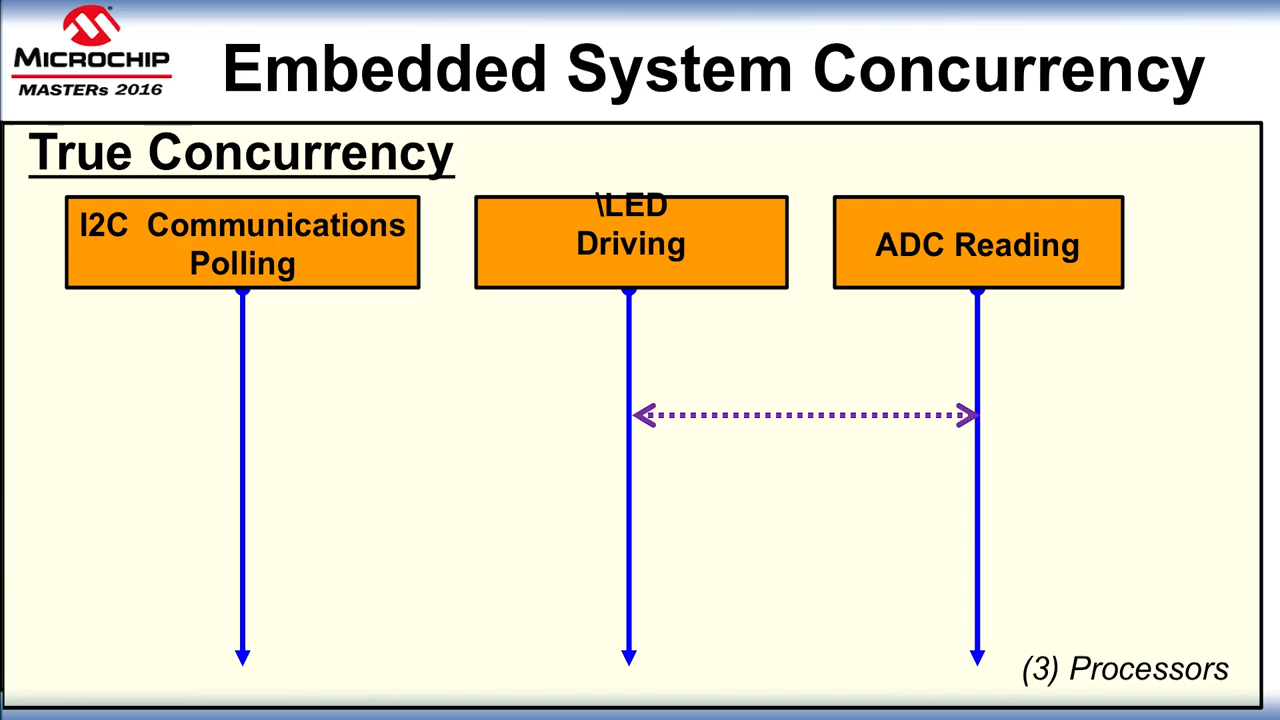 MICROCHIP
MASTERs 2016
Embedded System Concurrency
True Concurrency
I2C Communications
Polling
\LED
Driving
ADC Reading
(3) Processors